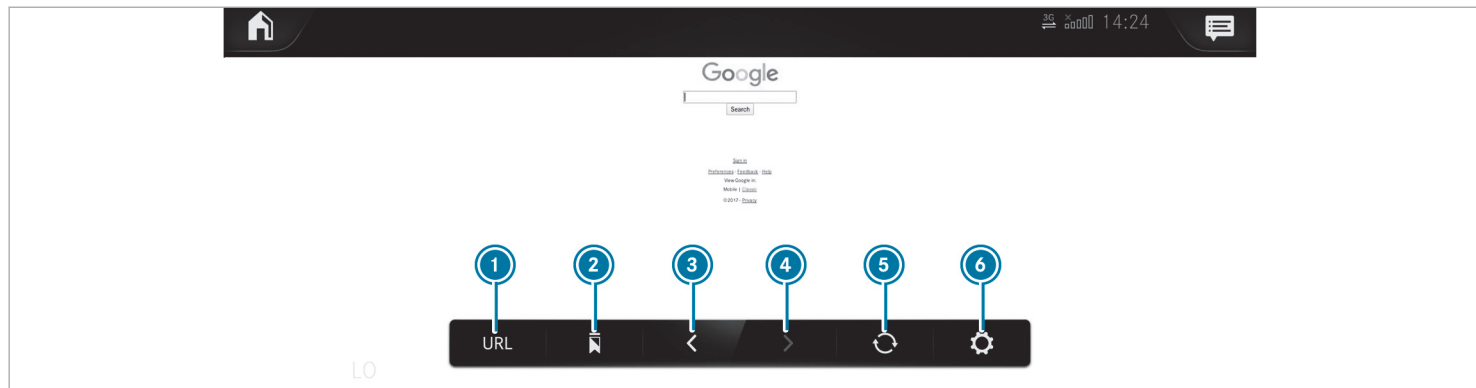 3G 14:24
Google
Search
Sign in
Preferences - Feedback - Help
View Google in:
Mobile | Classic
©2017 - Privacy
1 2 3 4 5 6
URL
LO